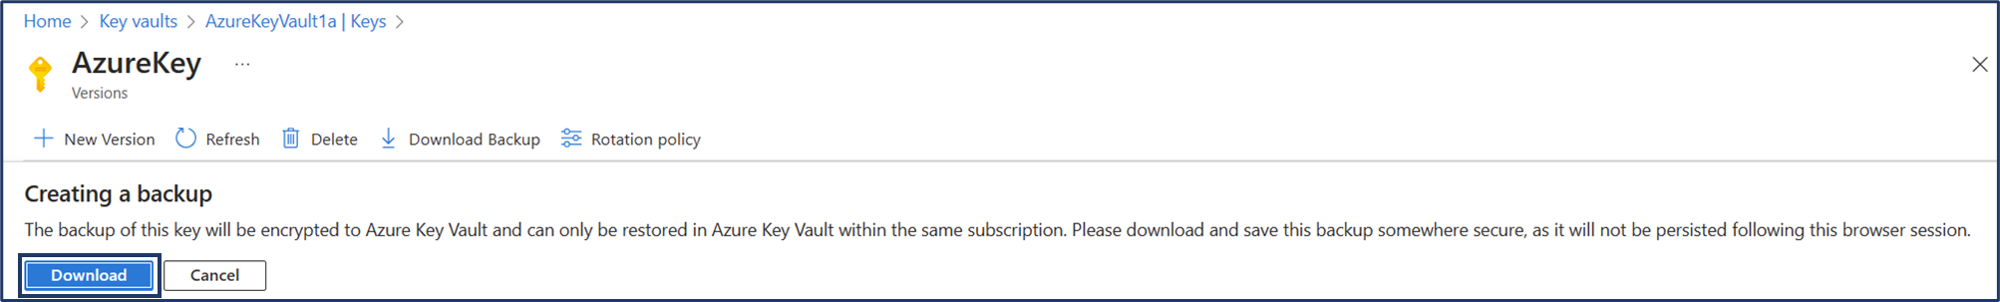 Home > Key vaults > AzureKeyVault1a | Keys >
AzureKey ...
Versions
New Version Refresh Delete Download Backup Rotation policy
Creating a backup
The backup of this key will be encrypted to Azure Key Vault and can only be restored in Azure Key Vault within the same subscription. Please download and save this backup somewhere secure, as it will not be persisted following this browser session.
Download Cancel